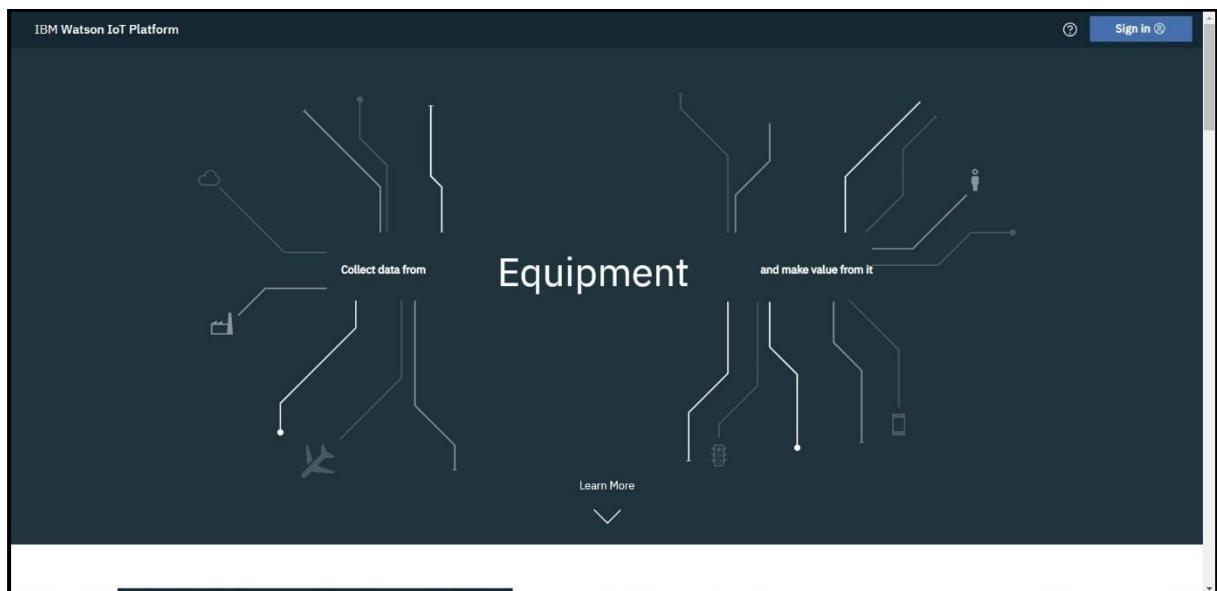 IBM Watson IoT Platform
Sign in
Collect data from
Equipment
and make value from it
Learn More